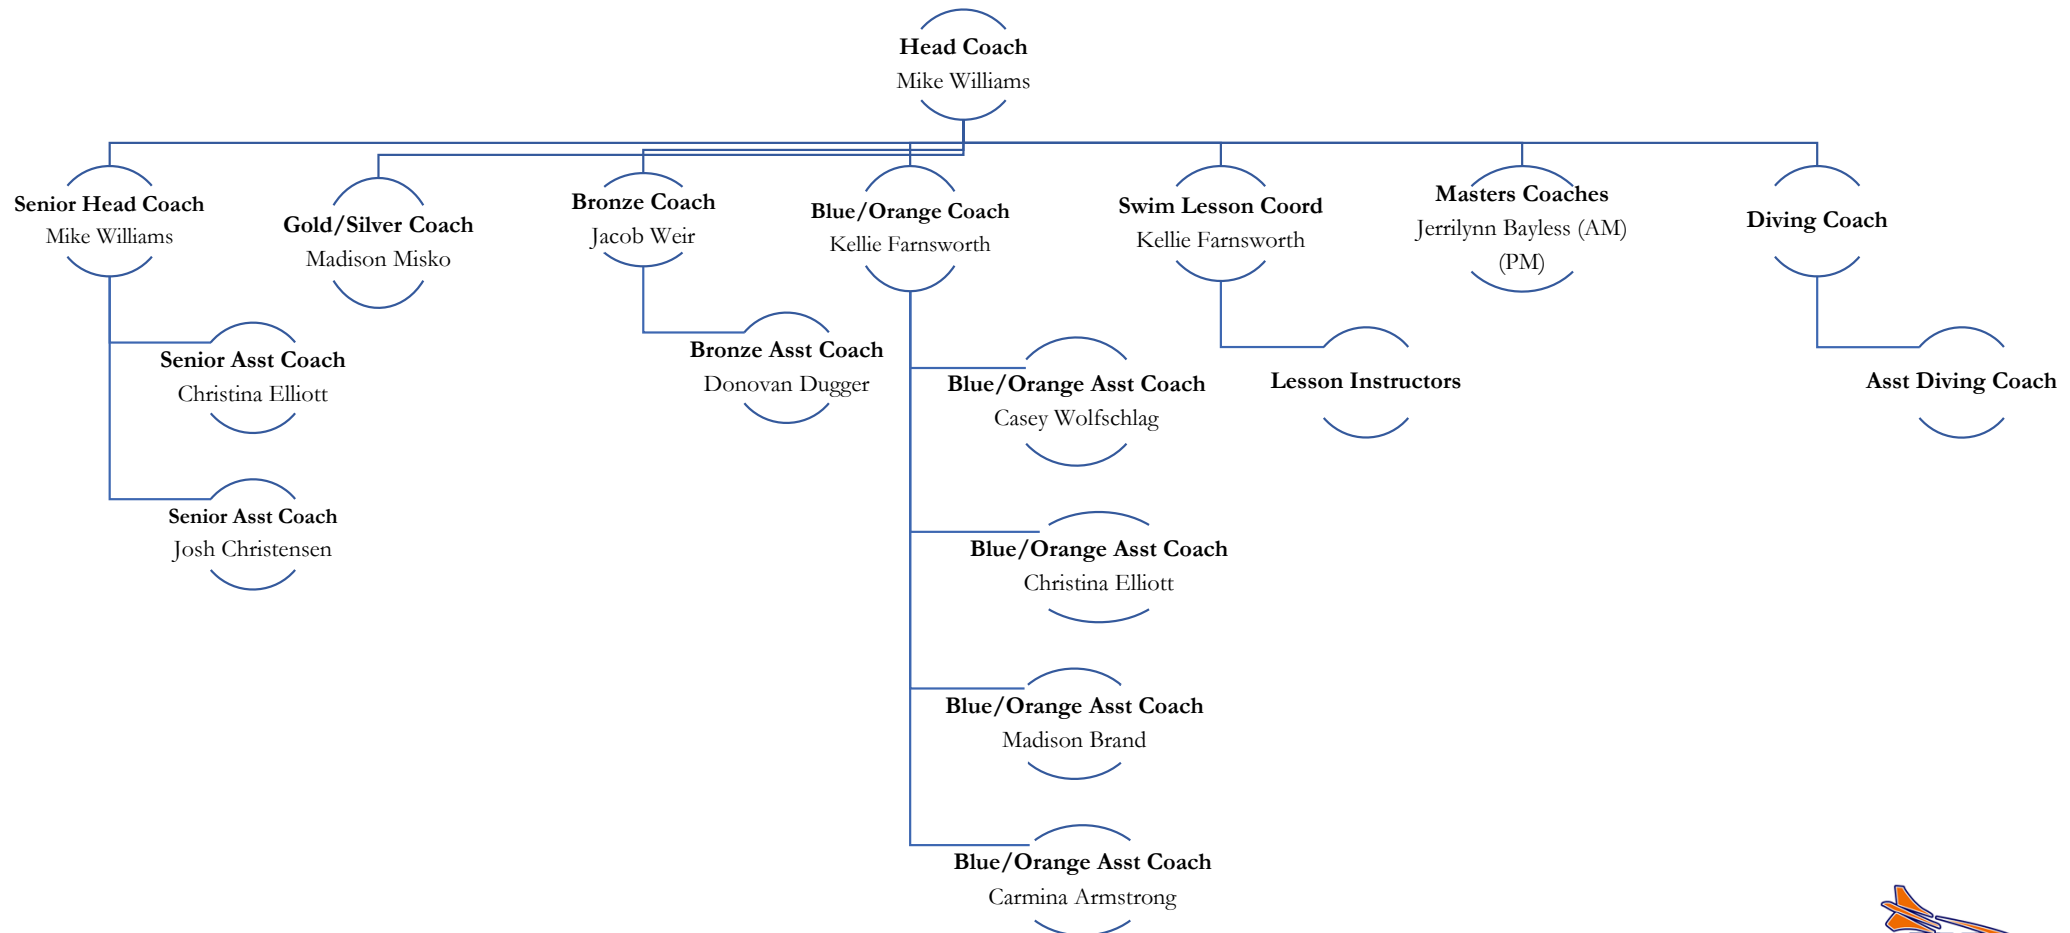 Head Coach
Mike Williams
Senior Head Coach
Mike Williams
Gold/Silver Coach
Madison Misko
Bronze Coach
Jacob Weir
Blue/Orange Coach
Kellie Farnsworth
Swim Lesson Coord
Kellie Farnsworth
Masters Coaches
Jerrilynn Bayless (AM)
(PM)
Diving Coach
Senior Asst Coach
Christina Elliott
Senior Asst Coach
Josh Christensen
Bronze Asst Coach
Donovan Dugger
Blue/Orange Asst Coach
Casey Wolfschlag
Blue/Orange Asst Coach
Christina Elliott
Blue/Orange Asst Coach
Madison Brand
Blue/Orange Asst Coach
Carmina Armstrong
Lesson Instructors
Asst Diving Coach